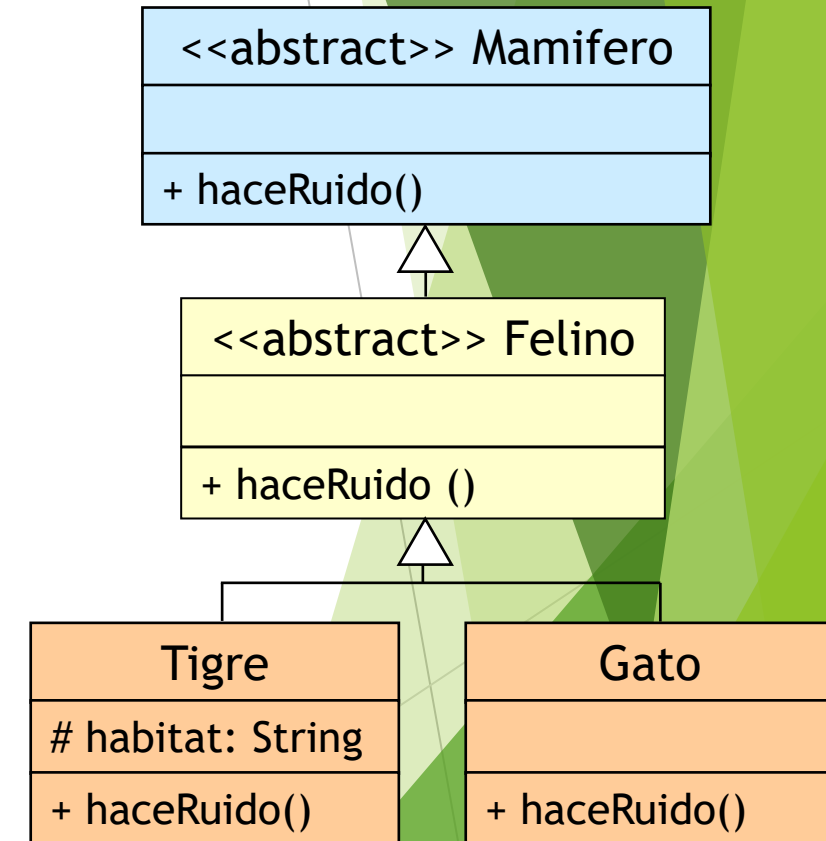 <<abstract>> Mamifero
+ haceRuido()
<<abstract>> Felino
+ haceRuido ()
Tigre
# habitat: String
+ haceRuido()
Gato
+ haceRuido()